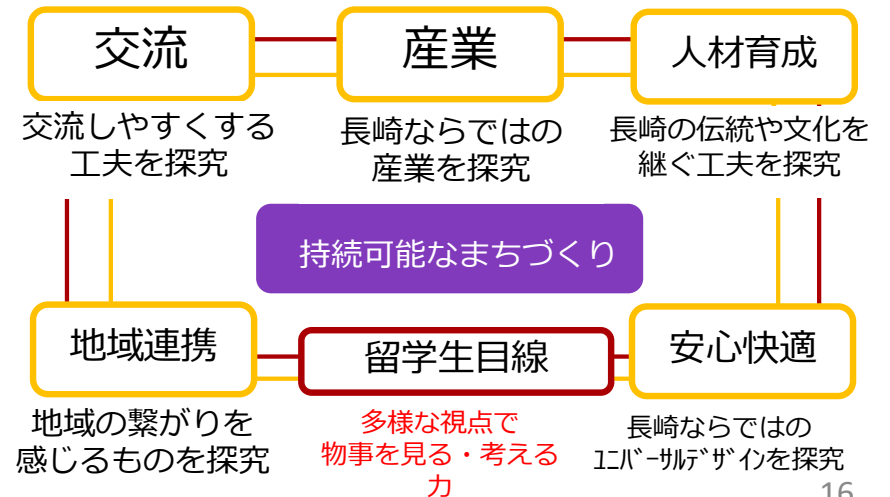 交流
産業
人材育成
交流しやすくする
工夫を探究
長崎ならではの
産業を探究
長崎の伝統や文化を
継ぐ工夫を探究
持続可能なまちづくり
地域連携
留学生目線
安心快適
地域の繋がりを
感じるものを探究
多様な視点で
物事を見る・考える
力
長崎ならではの
ﾕﾆﾊﾞｰｻﾙﾃﾞｻﾞｲﾝを探究
16